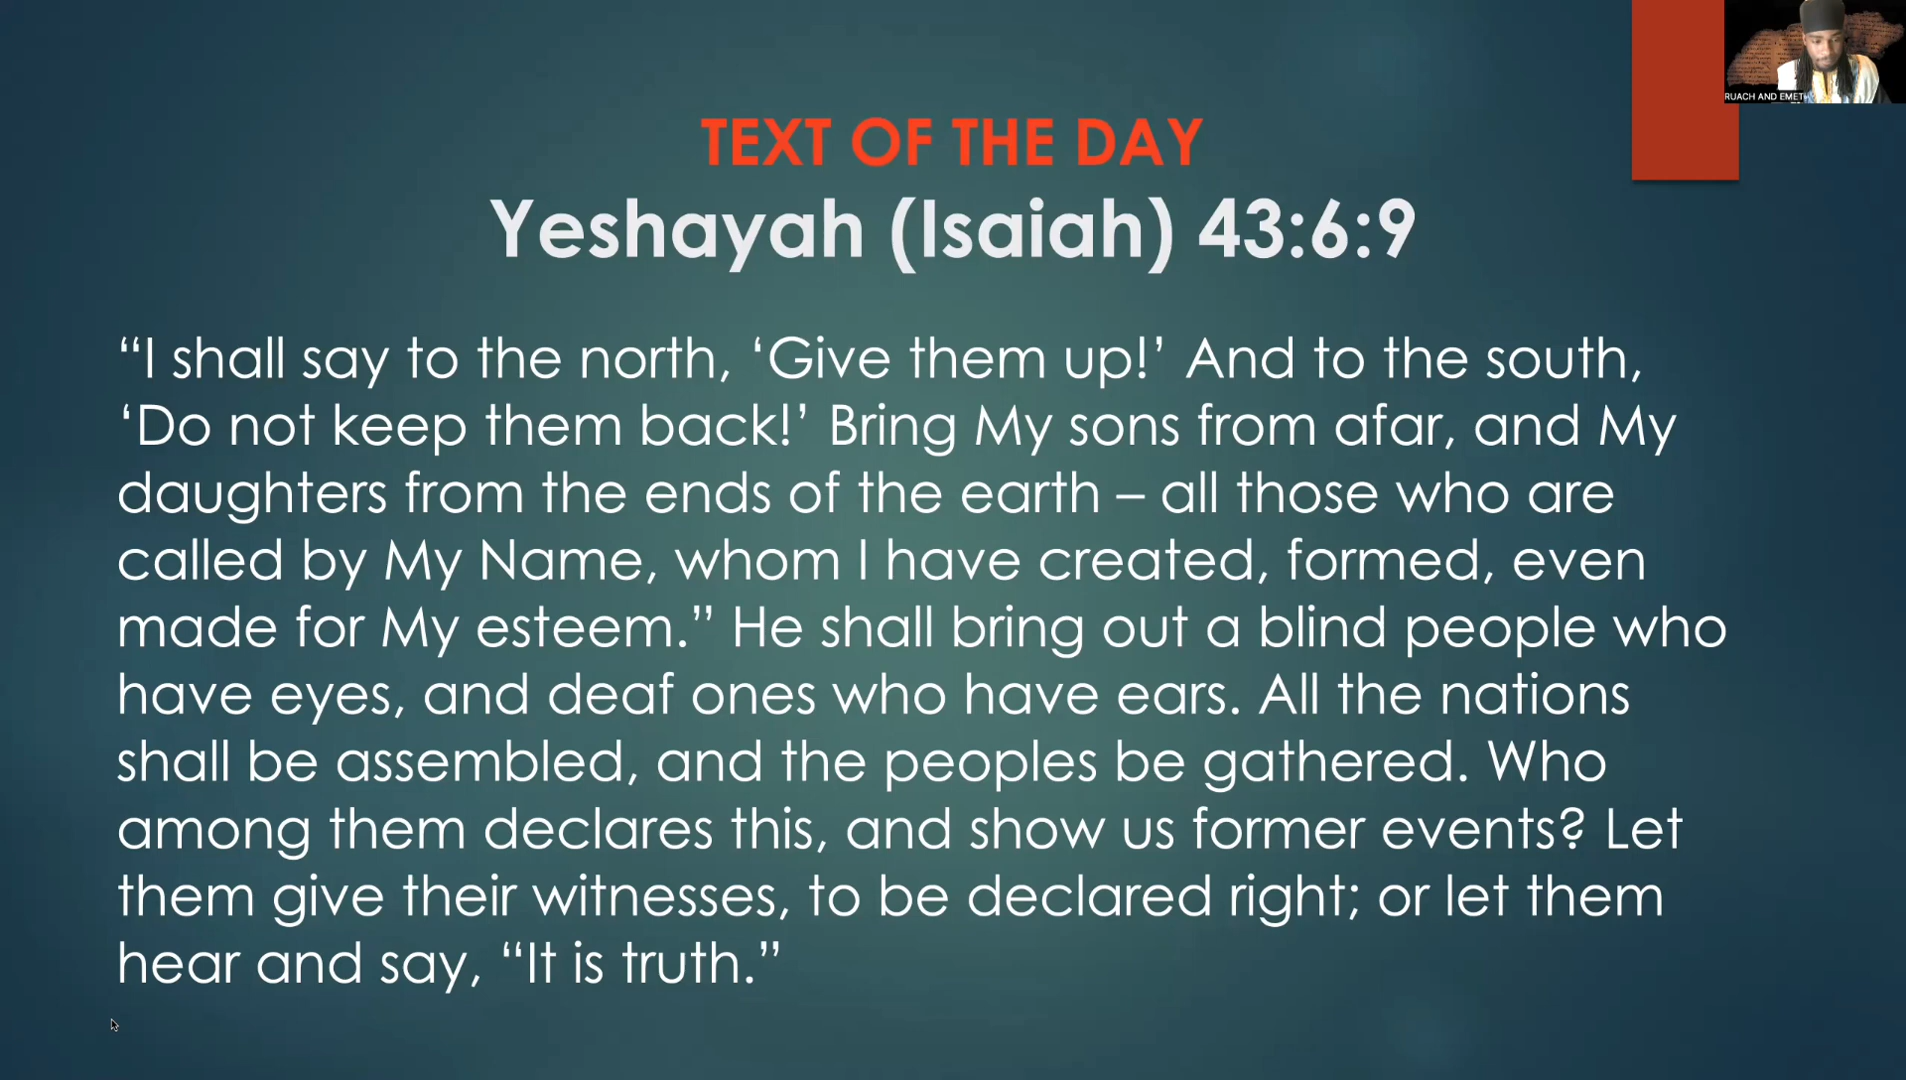 RUACH AND EMET
TEXT OF THE DAY
Yeshayah (Isaiah) 43:6:9
“I shall say to the north, ‘Give them up!’ And to the south,
‘Do not keep them back!’ Bring My sons from afar, and My
daughters from the ends of the earth – all those who are
called by My Name, whom I have created, formed, even
made for My esteem.” He shall bring out a blind people who
have eyes, and deaf ones who have ears. All the nations
shall be assembled, and the peoples be gathered. Who
among them declares this, and show us former events? Let
them give their witnesses, to be declared right; or let them
hear and say, “It is truth.”